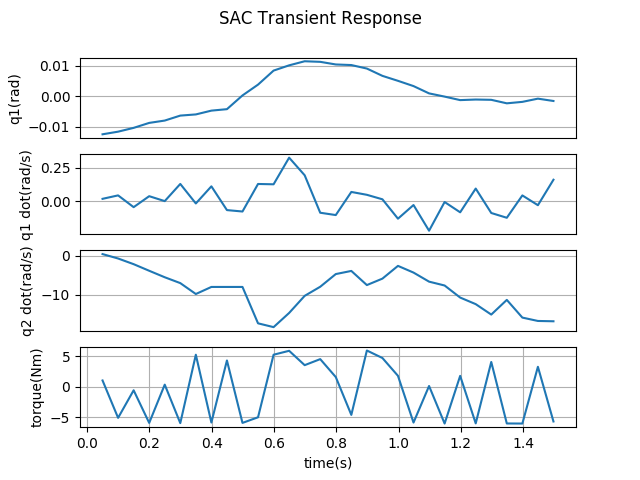 SAC Transient Response
0.01
0.00
−0.01
q1(rad)
0.25
0.00
q1 dot(rad/s)
0
−10
q2 dot(rad/s)
5
0
−5
torque(Nm)
0.0 0.2 0.4 0.6 0.8 1.0 1.2 1.4
time(s)